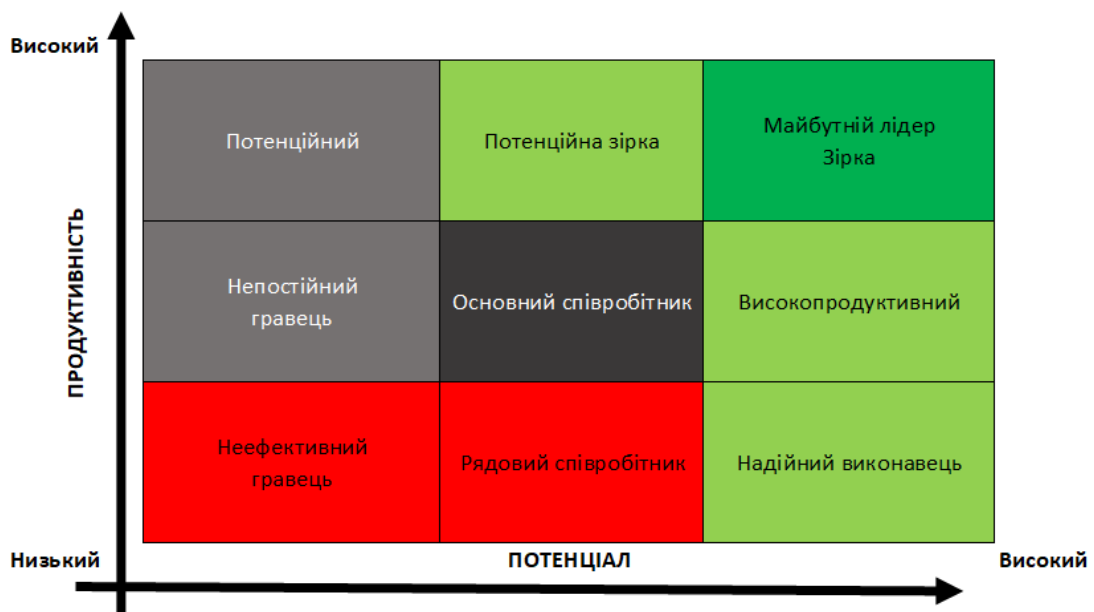 Високий
Потенційний
Потенційна зірка
Майбутній лідер
Зірка
ПРОДУКТИВНІСТЬ
Непостійний
гравець
Основний співробітник
Високопродуктивний
Неефективний
гравець
Рядовий співробітник
Надійний виконавець
Низький
ПОТЕНЦІАЛ
Високий